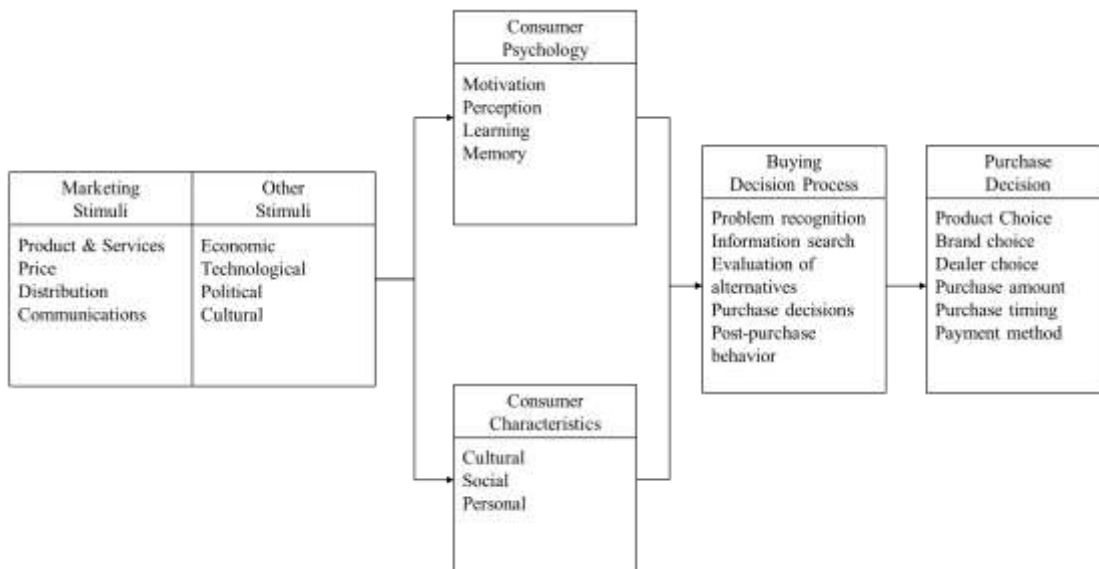 Consumer
Psychology
Motivation
Perception
Learning
Memory
Marketing
Stimuli
Product & Services
Price
Distribution
Communications
Other
Stimuli
Economic
Technological
Political
Cultural
Consumer
Characteristics
Cultural
Social
Personal
Buying
Decision Process
Problem recognition
Information search
Evaluation of
alternatives
Purchase decisions
Post-purchase
behavior
Purchase
Decision
Product Choice
Brand choice
Dealer choice
Purchase amount
Purchase timing
Payment method